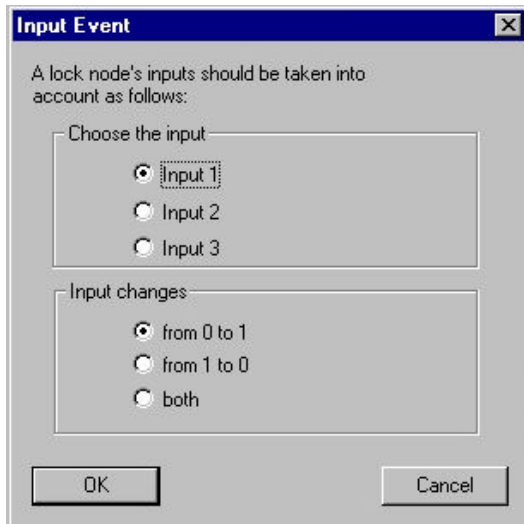 Input Event
A lock node's inputs should be taken into
account as follows:
Choose the input
Input 1
Input 2
Input 3
Input changes
from 0 to 1
from 1 to 0
both
OK
Cancel